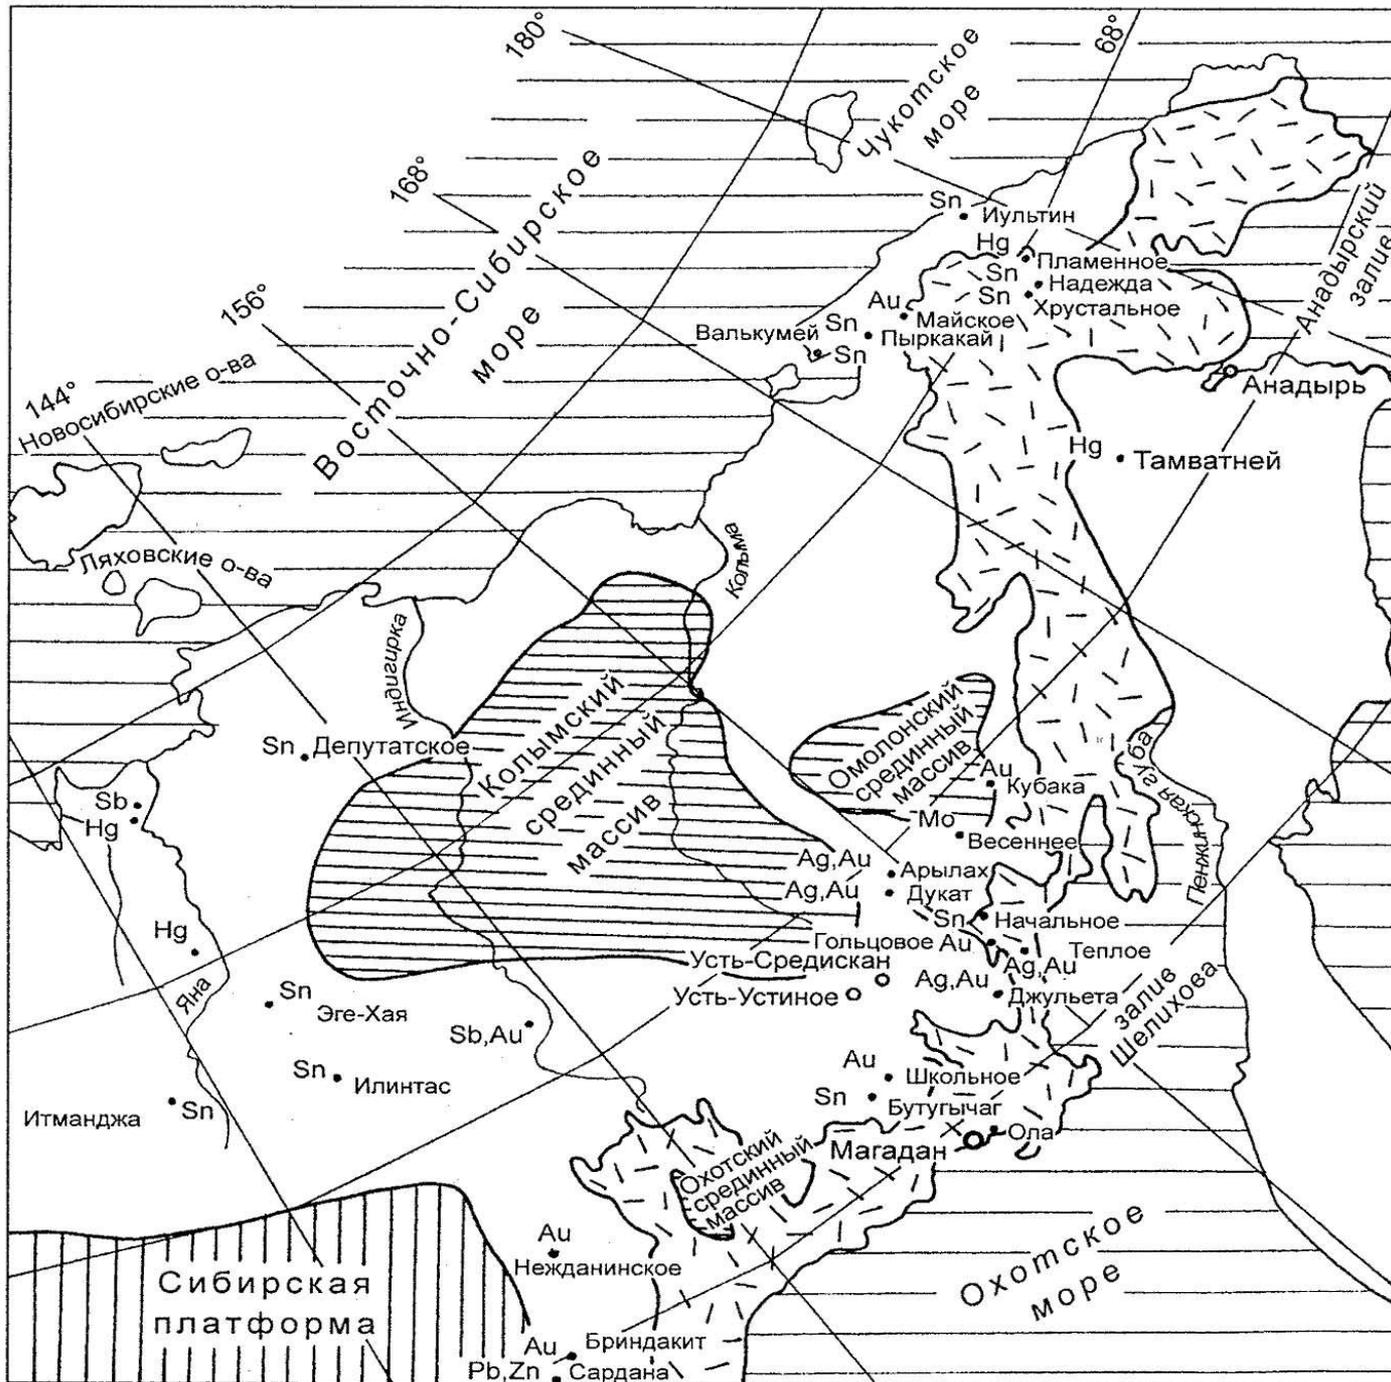 180°
Чукотское
море
68°
168°
Восточно-Сибирское
море
Анадырский
залив
Sn
Иультин
Hg
Пламенное
Sn
Надежда
Sn
Хрустальное
Au
Майское
Sn
Пыркакай
Валькумей
Sn
156°
144°
Новосибирские о-ва
Анадырь
Hg
Тамватней
Ляховские о-ва
Колыма
Индигирка
Колымский
срединный
массив
Омолонский
срединный
массив
Пенжинская губа
Sn Депутатское
Sb
Hg
Au
Кубака
Mo
Весеннее
Ag,Au
Арылах
Ag,Au
Дукат
Sn
Начальное
Гольцовое Au
Теплое
Ag,Au
Усть-Средискан
Усть-Устиное
Ag,Au
Джульета
залив
Шелихова
Hg
Яна
Sn
Эге-Хая
Sb,Au
Sn
Илинтас
Итманджа
Sn
Au
Школьное
Sn
Бутугычаг
Ола
Магадан
Охотский
срединный
массив
Au
Нежданинское
Охотское
море
Сибирская
платформа
Au
Бриндакит
Pb,Zn
Сардана